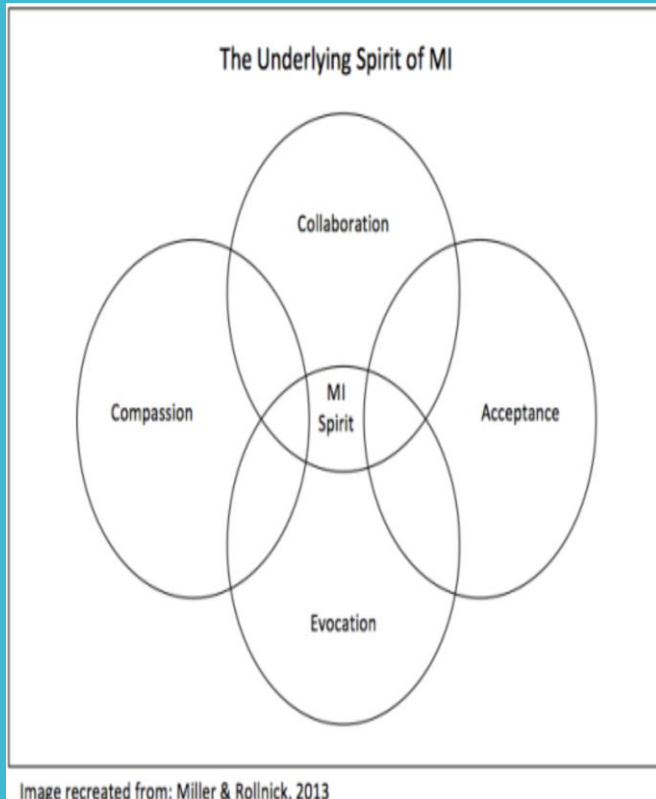 The Underlying Spirit of MI
Collaboration
Compassion
MI
Spirit
Acceptance
Evocation
Image recreated from: Miller & Rollnick, 2013